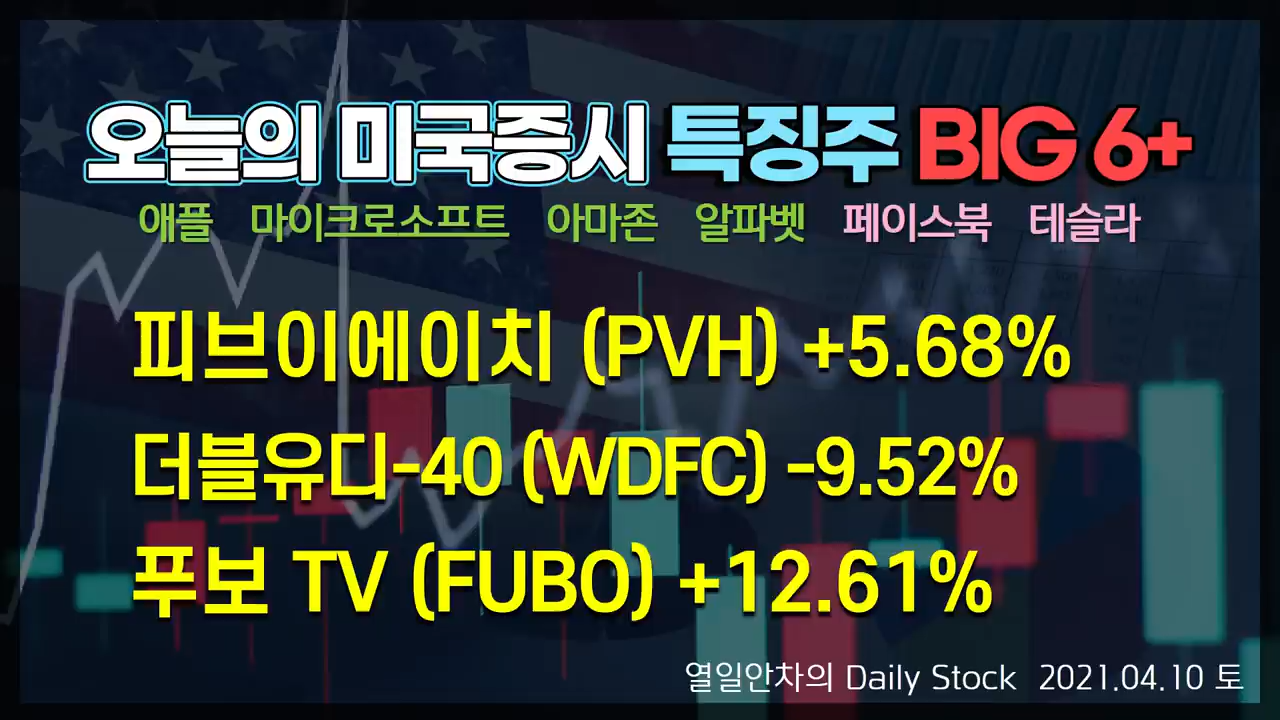 오늘의 미국증시 특징주 BIG 6+
애플 마이크로소프트 아마존 알파벳 페이스북 테슬라
피브이에이치 (PVH) +5.68%
더블유디-40 (WDFC) -9.52%
푸보 TV (FUBO) +12.61%
열일안차의 Daily Stock 2021.04.10 토